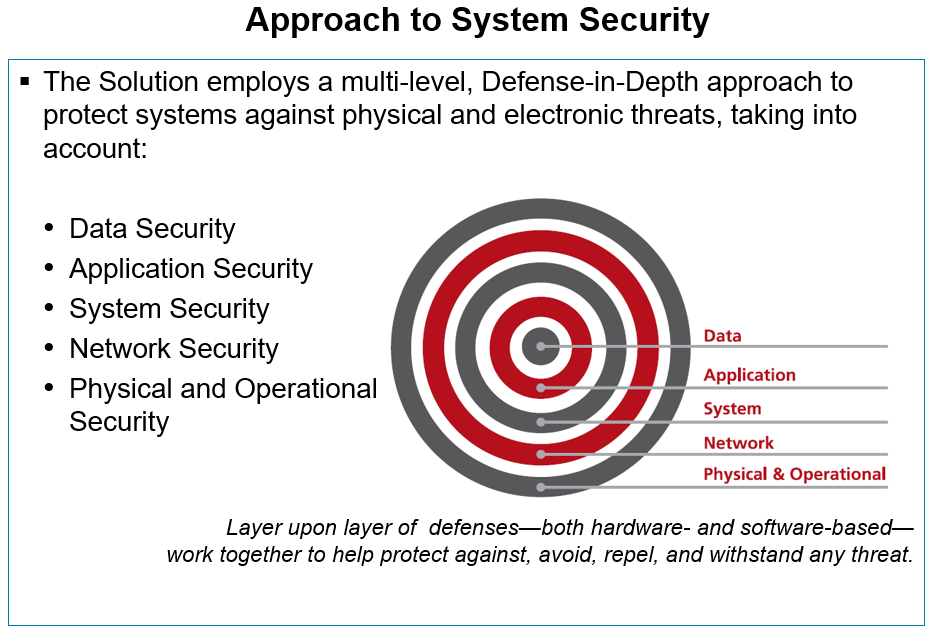 Approach to System Security
▪ The Solution employs a multi-level, Defense-in-Depth approach to
protect systems against physical and electronic threats, taking into
account:
• Data Security
• Application Security
• System Security
• Network Security
• Physical and Operational
Security
Data
Application
System
Network
Physical & Operational
Layer upon layer of  defenses—both hardware- and software-based—
work together to help protect against, avoid, repel, and withstand any threat.